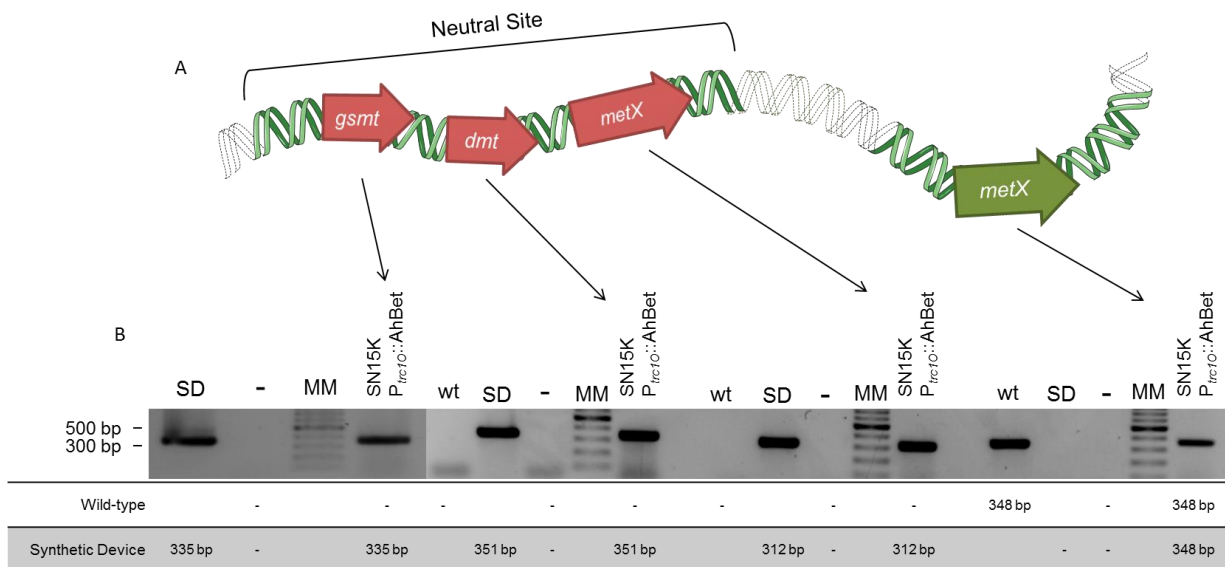 Neutral Site
A
gsmt
dmt
metX
metX
B
SD - MM SN15K Ptrc1O::AhBet wt SD - MM SN15K Ptrc1O::AhBet wt SD - MM SN15K Ptrc1O::AhBet wt SD - MM SN15K Ptrc1O::AhBet
500 bp -
300 bp -
Wild-type - - - - - - - - - - 348 bp - - 348 bp
Synthetic Device 335 bp - 335 bp 351 bp - 351 bp 312 bp - 312 bp - - 348 bp